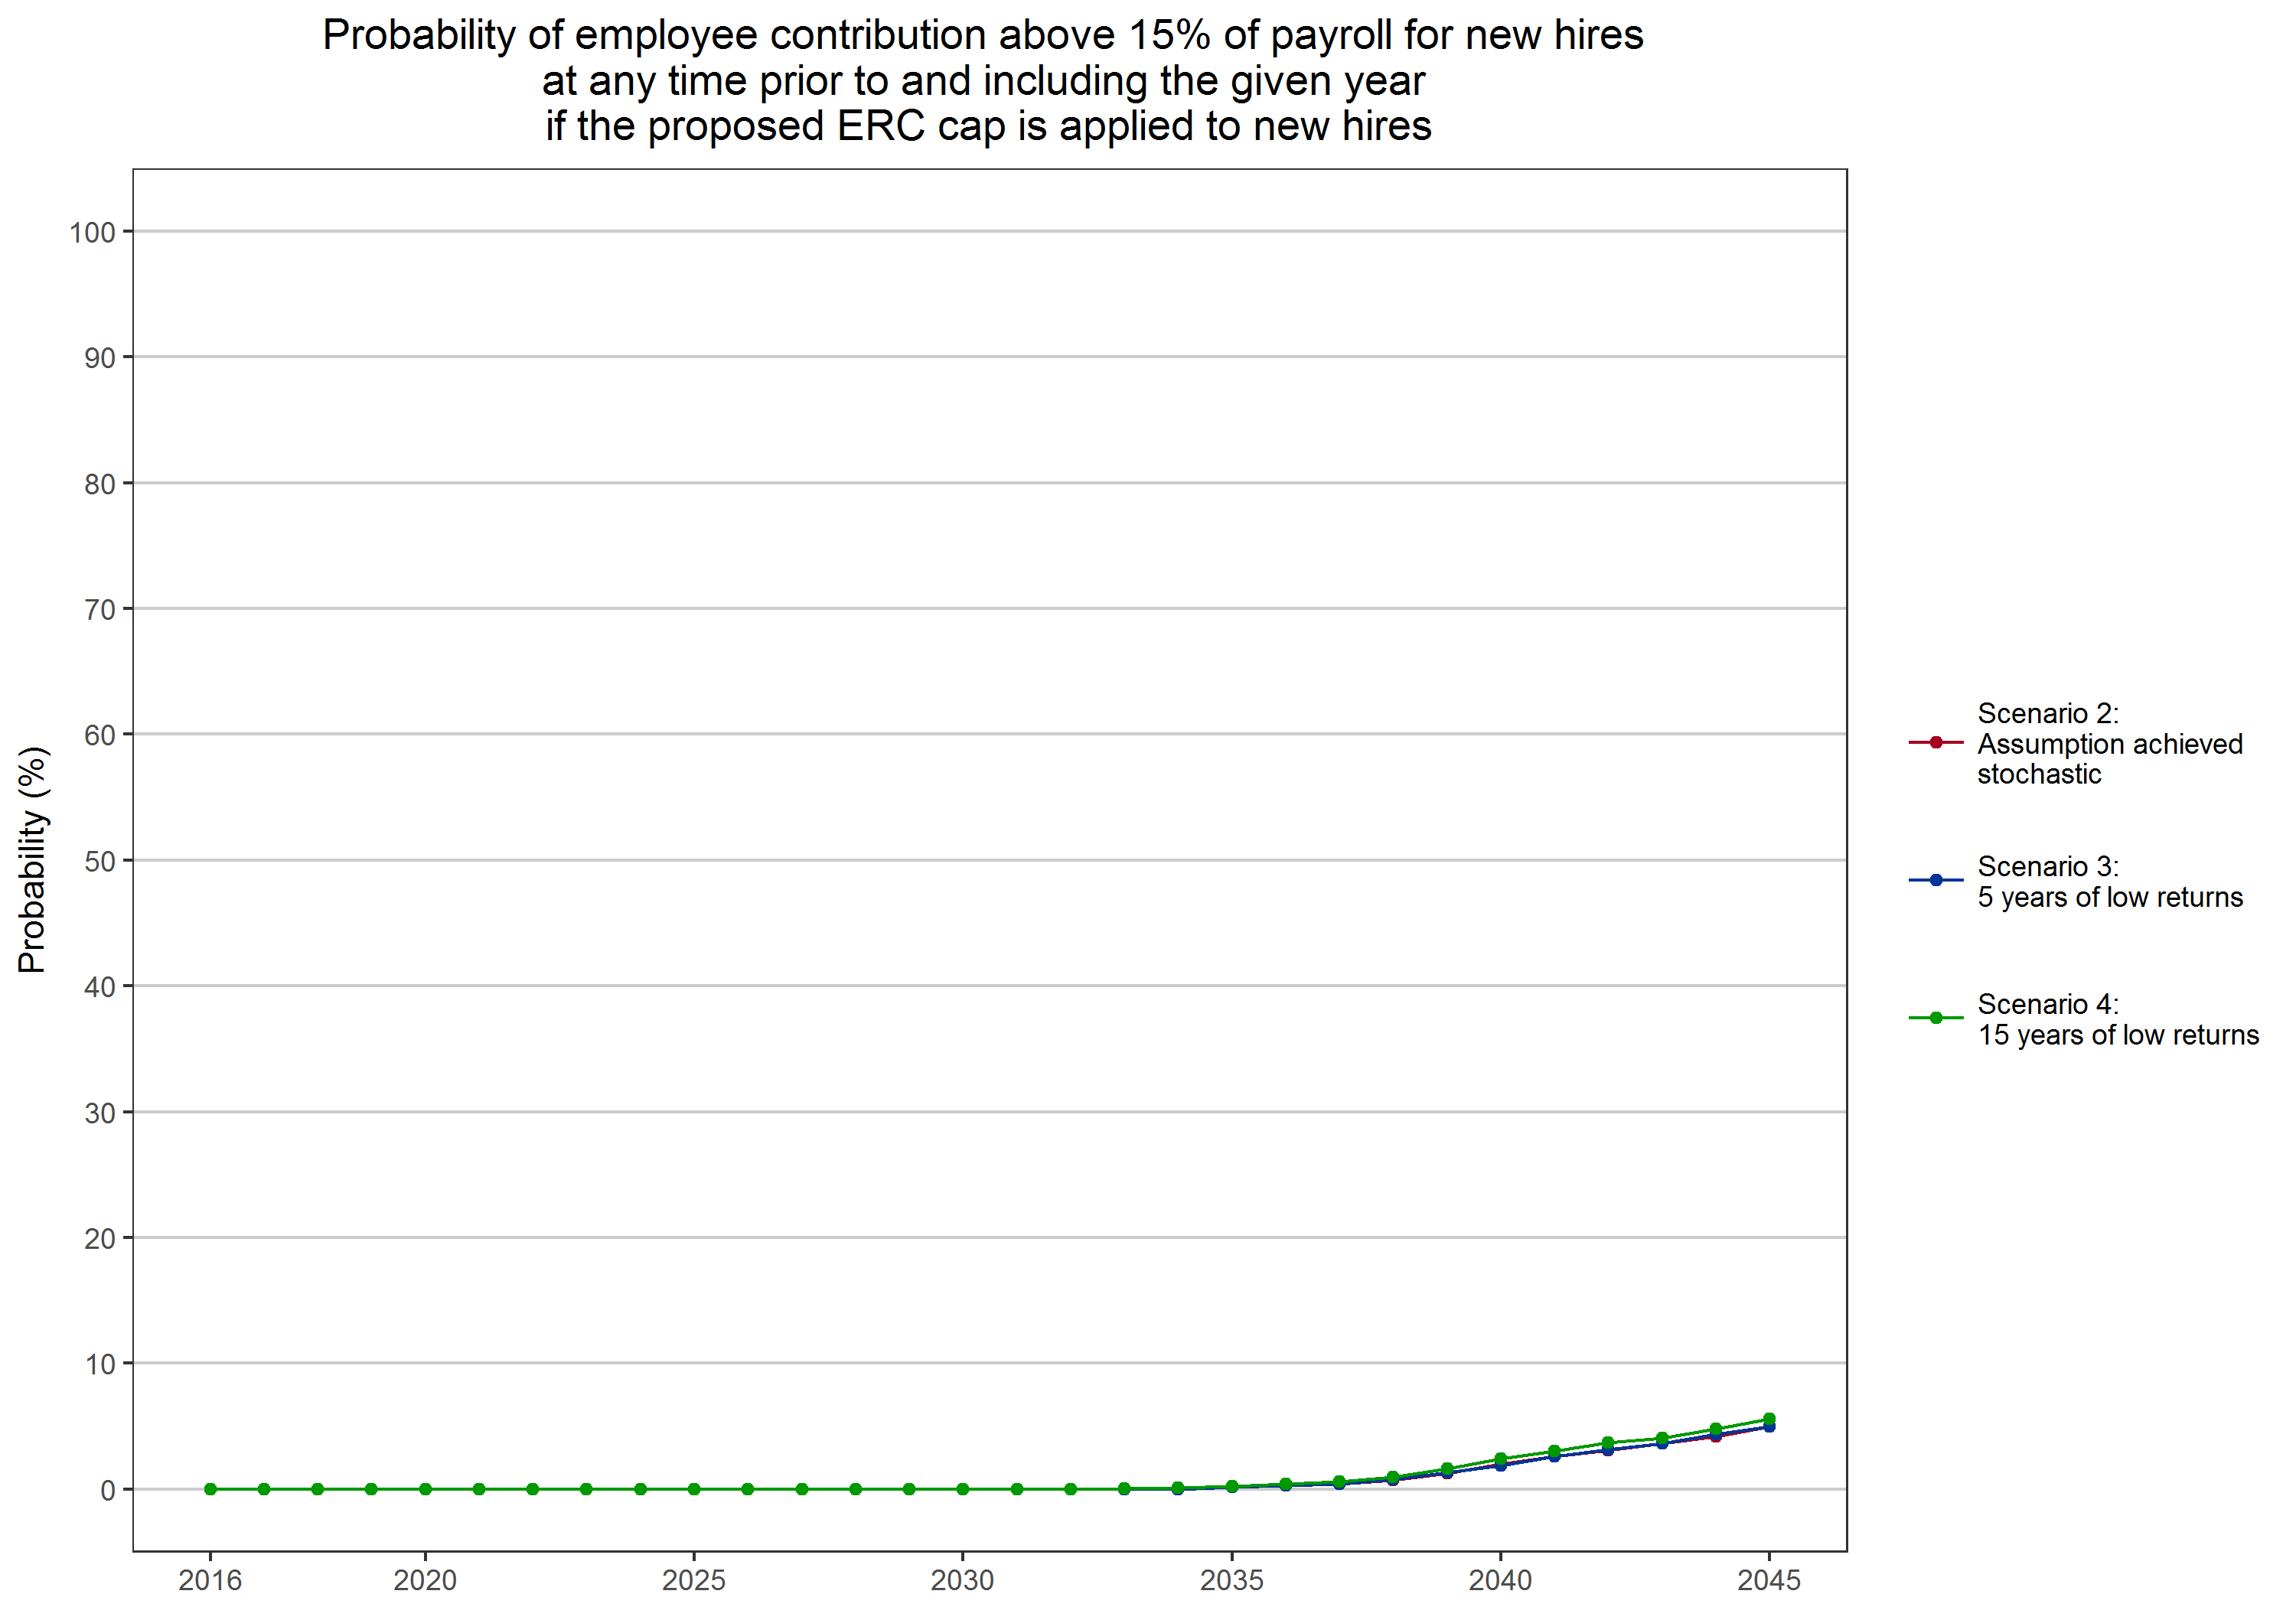 Probability of employee contribution above 15% of payroll for new hires
at any time prior to and including the given year
if the proposed ERC cap is applied to new hires
Probability (%)
100
90
80
70
60
50
40
30
20
10
0
2016
2020
2025
2030
2035
2040
2045
Scenario 2:
Assumption achieved
stochastic
Scenario 3:
5 years of low returns
Scenario 4:
15 years of low returns